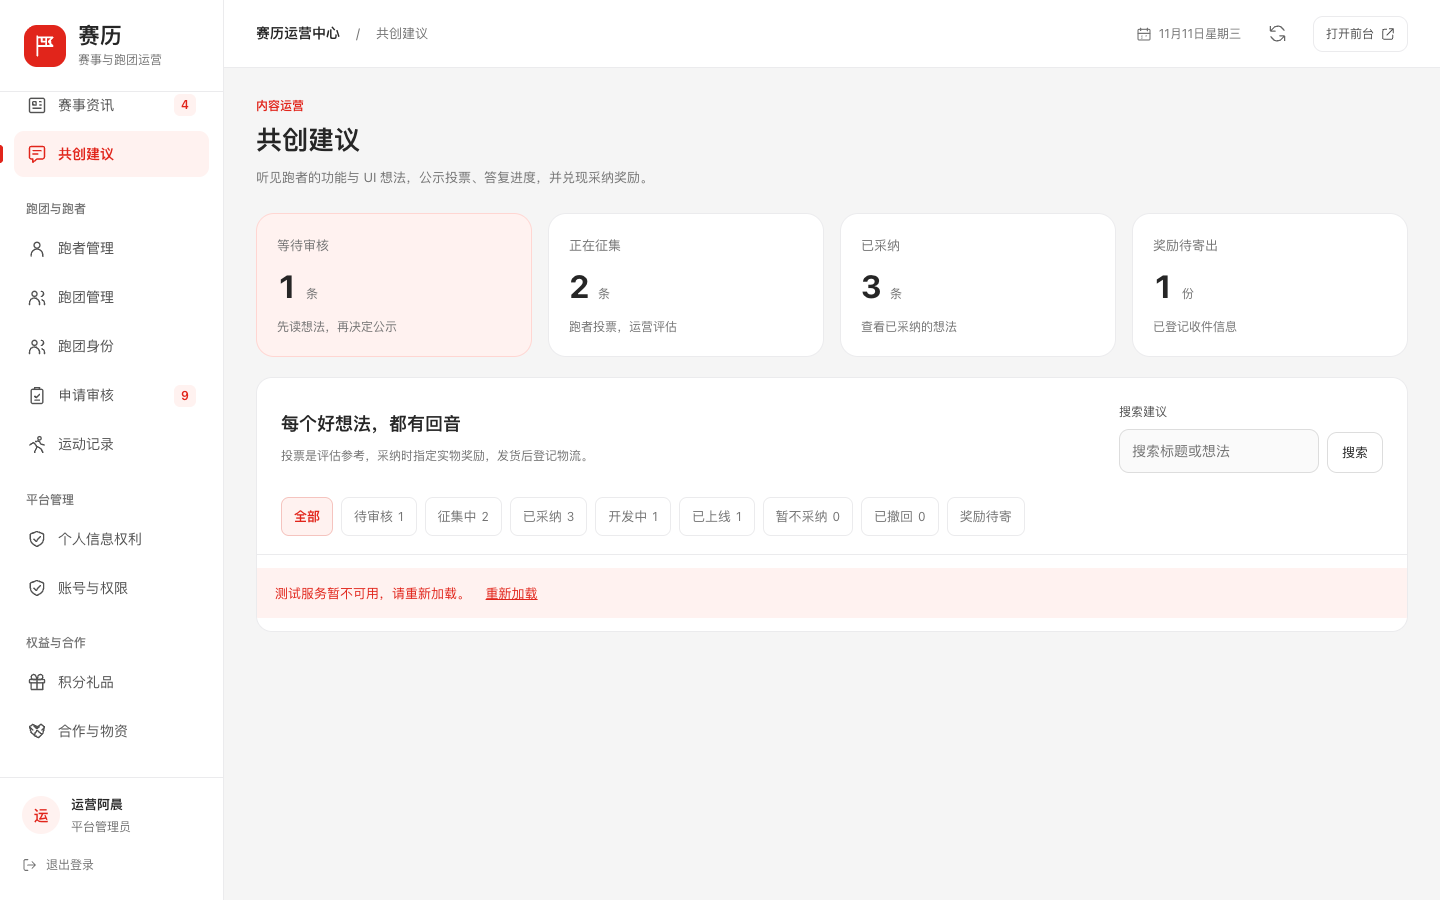 赛历
赛事与跑团运营
赛事资讯 4
共创建议
跑团与跑者
跑者管理
跑团管理
跑团身份
申请审核 9
运动记录
平台管理
个人信息权利
账号与权限
权益与合作
积分礼品
合作与物资
运 运营阿晨
平台管理员
退出登录
赛历运营中心 / 共创建议
11月11日星期三
打开前台
内容运营
共创建议
听见跑者的功能与 UI 想法，公示投票、答复进度，并兑现采纳奖励。
等待审核
1 条
先读想法，再决定公示
正在征集
2 条
跑者投票，运营评估
已采纳
3 条
查看已采纳的想法
奖励待寄出
1 份
已登记收件信息
每个好想法，都有回音
投票是评估参考，采纳时指定实物奖励，发货后登记物流。
搜索建议
搜索标题或想法
搜索
全部 待审核 1 征集中 2 已采纳 3 开发中 1 已上线 1 暂不采纳 0 已撤回 0 奖励待寄
测试服务暂不可用，请重新加载。 重新加载